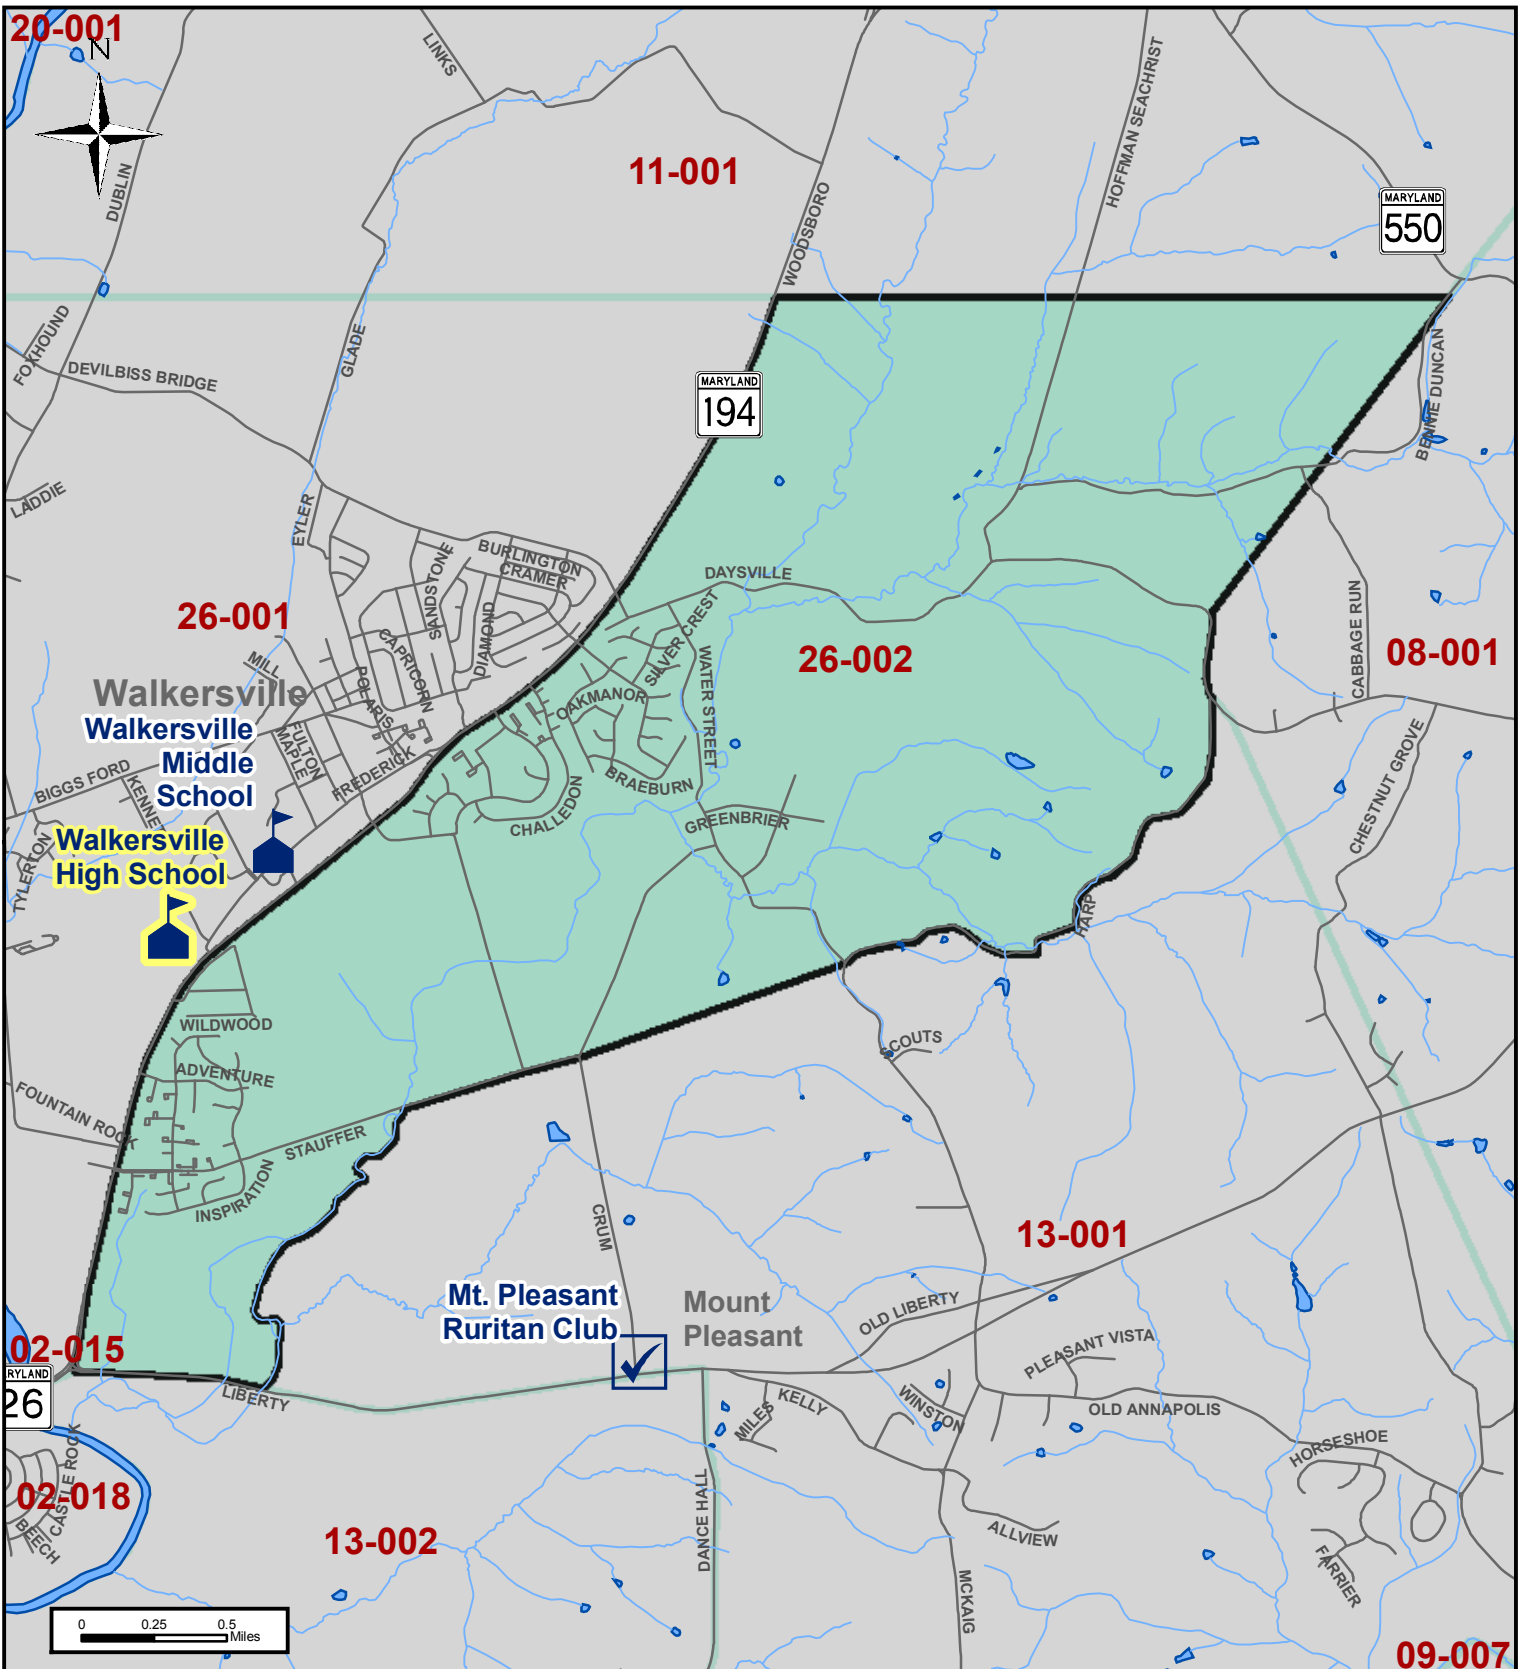 20-001
N
LINKS
HOFFMAN SEACHRIST
11-001
DUBLIN
WOODSBORO
MARYLAND
550
FOXHOUND
GLADE
DEVILBISS BRIDGE
BENNIE DUNCAN
MARYLAND
194
LADDIE
EYLER
BURLINGTON
CRAMER
SANDSTONE
DAYSVILLE
26-001
DIAMOND
SILVER CREST
CABBAGE RUN
CAPRICORN
26-002
08-001
MILL
WATER STREET
Walkersville
POLARIS
OAKMANOR
Walkersville
Middle
School
FULTON
MAPLE
FREDERICK
BIGGS FORD
BRAEBURN
CHESTNUT GROVE
KENNE
CHALLEDON
GREENBRIER
Walkersville
High School
TYLERTON
HARP
WILDWOOD
SCOUTS
ADVENTURE
FOUNTAIN ROCK
STAUFFER
INSPIRATION
CRUM
13-001
Mt. Pleasant
Ruritan Club
Mount
Pleasant
OLD LIBERTY
02-015
PLEASANT VISTA
RYLAND
26
LIBERTY
KELLY
MILES
WINSTON
OLD ANNAPOLIS
HORSESHOE
CASTLE ROCK
02-018
BEECH
DANCE HALL
13-002
ALLVIEW
FARRIER
MCKAIG
0 0.25 0.5
Miles
09-007